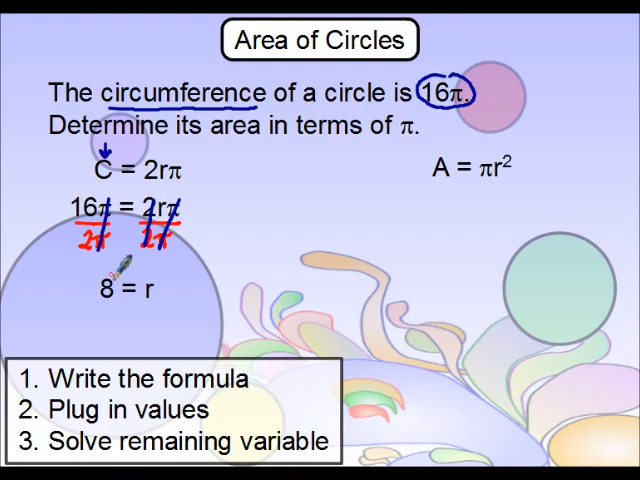 Area of Circles
The circumference of a circle is 16π.
Determine its area in terms of π.
C = 2rπ
A = πr²
16π = 2rπ
2π 2π
8 = r
1. Write the formula
2. Plug in values
3. Solve remaining variable